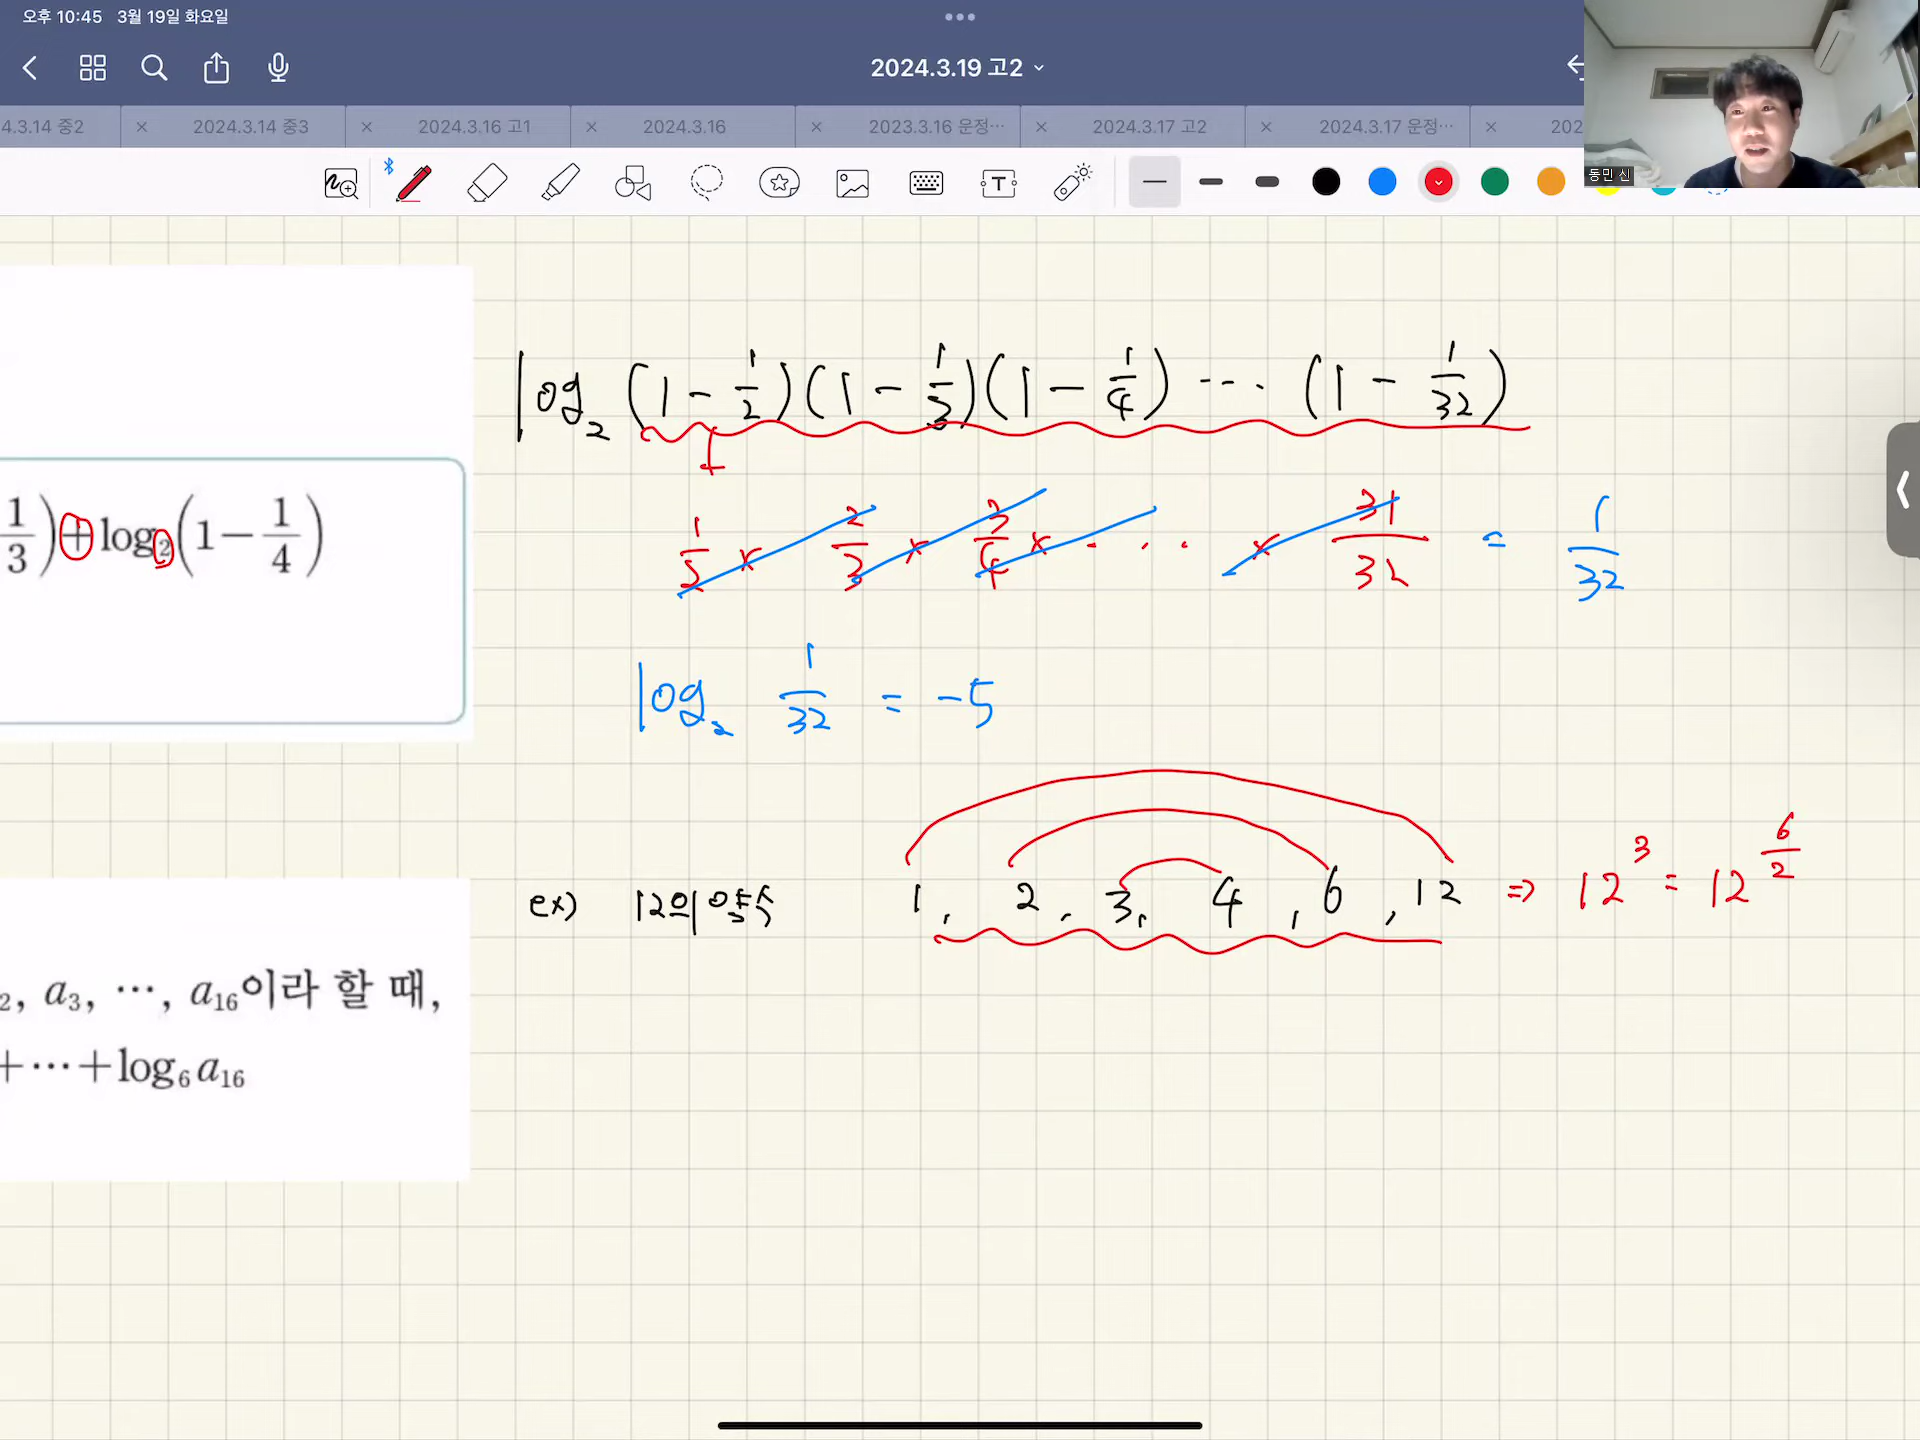 오후 10:45 3월 19일 화요일
2024.3.19 고2
4.3.14 중2 2024.3.14 중3 2024.3.16 고1 2024.3.16 2023.3.16 운정… 2024.3.17 고2 2024.3.17 운정… 202
동민 신
log₂ (1 - 1/2)(1 - 1/3)(1 - 1/4) ... (1 - 1/32)
1/3) + log₂(1 - 1/4)
1/2 × 2/3 × 3/4 × ... × 31/32 = 1/32
log₂ 1/32 = -5
ex) 12의 약수 1, 2, 3, 4, 6, 12 ⇒ 12³ = 12^(6/2)
₂, a₃, …, a₁₆이라 할 때,
+…+log₆a₁₆